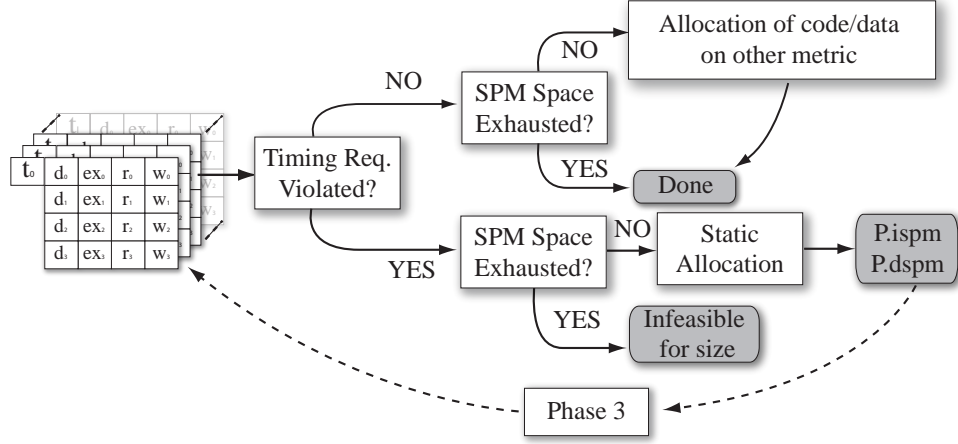 Allocation of code/data
on other metric
NO
NO
SPM Space
Exhausted?
YES
Done
Timing Req.
Violated?
t₀
d₀ ex₀ r₀ w₀
d₁ ex₁ r₁ w₁
d₂ ex₂ r₂ w₂
d₃ ex₃ r₃ w₃
YES
SPM Space
Exhausted?
NO
Static
Allocation
P.ispm
P.dspm
YES
Infeasible
for size
Phase 3